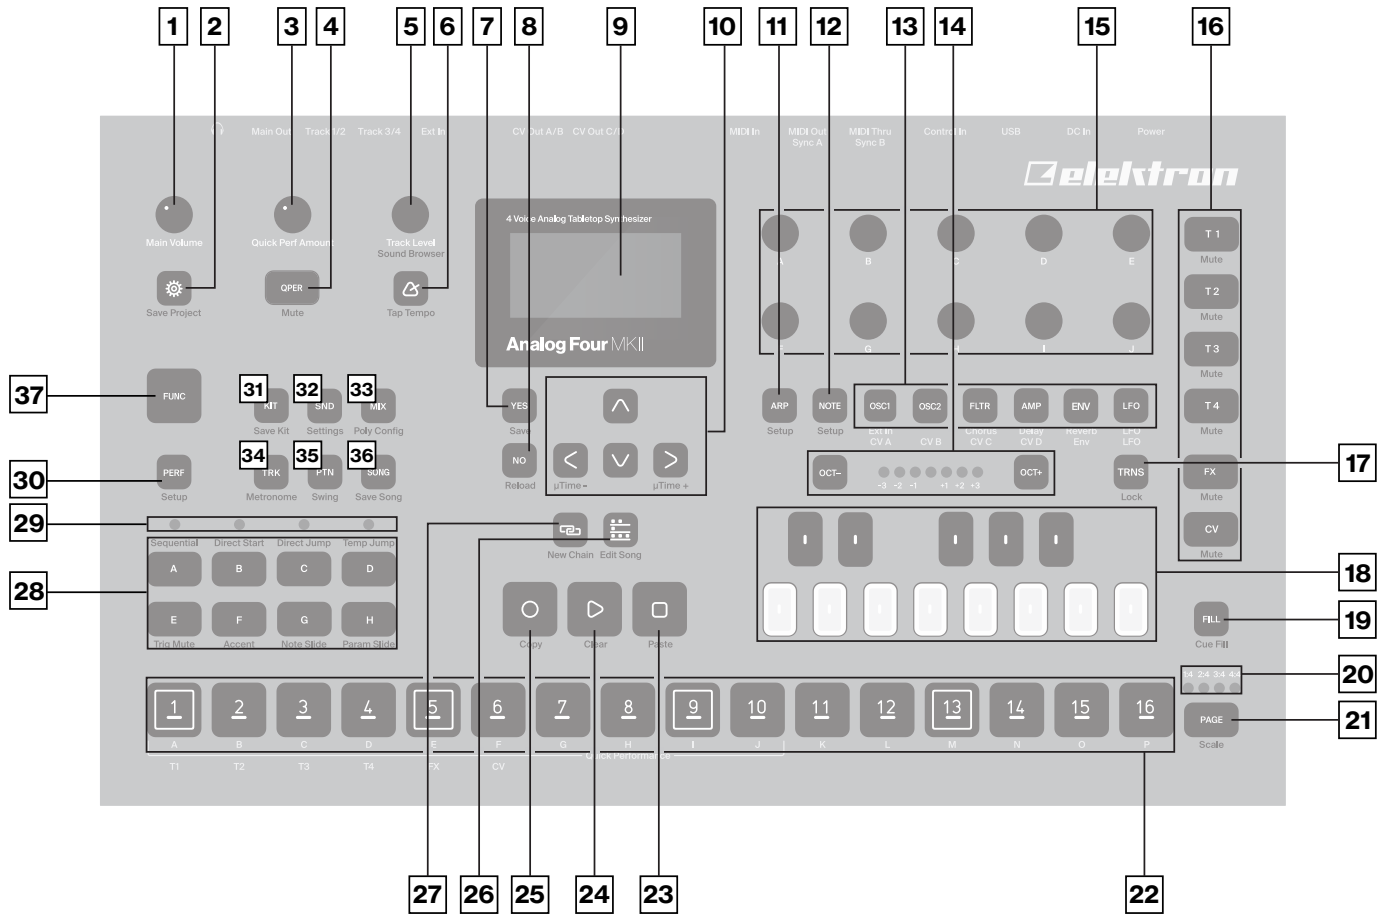 1 2 3 4 5 6 7 8 9 10 11 12 13 14 15 16
Main Out Track 1/2 Track 3/4 Ext In CV Out A/B CV Out C/D MIDI In MIDI Out MIDI Thru Control In USB DC In Power
Sync A Sync B
elektron
4 Voice Analog Tabletop Synthesizer
Main Volume Quick Perf Amount Track Level
Sound Browser
A B C D E
T 1
Mute
QPER
Save Project Mute Tap Tempo
T 2
Mute
F G H I J
Analog Four MKII
T 3
Mute
37 FUNC
31 KIT 32 SND 33 MIX
Save Kit Settings Poly Config
YES
Save
ARP NOTE OSC1 OSC2 FLTR AMP ENV LFO
Setup Setup Ext In Chorus Delay Reverb LFO
CV A CV B CV C CV D Env LFO
T 4
Mute
30 PERF
Setup
34 TRK 35 PTN 36 SONG
Metronome Swing Save Song
NO
Reload µTime - µTime +
OCT- -3 -2 -1 +1 +2 +3 OCT+
TRNS
Lock
17
FX
Mute
CV
Mute
29
Sequential Direct Start Direct Jump Temp Jump
27 New Chain 26 Edit Song
28
A B C D
E F G H
Trig Mute Accent Note Slide Param Slide
Copy Clear Paste
18
FILL
Cue Fill
19
1:4 2:4 3:4 4:4
20
PAGE
Scale
21
1 2 3 4 5 6 7 8 9 10 11 12 13 14 15 16
A B C D E F G H I J K L M N O P
Quick Performance
T1 T2 T3 T4 FX CV
25 24 23 22